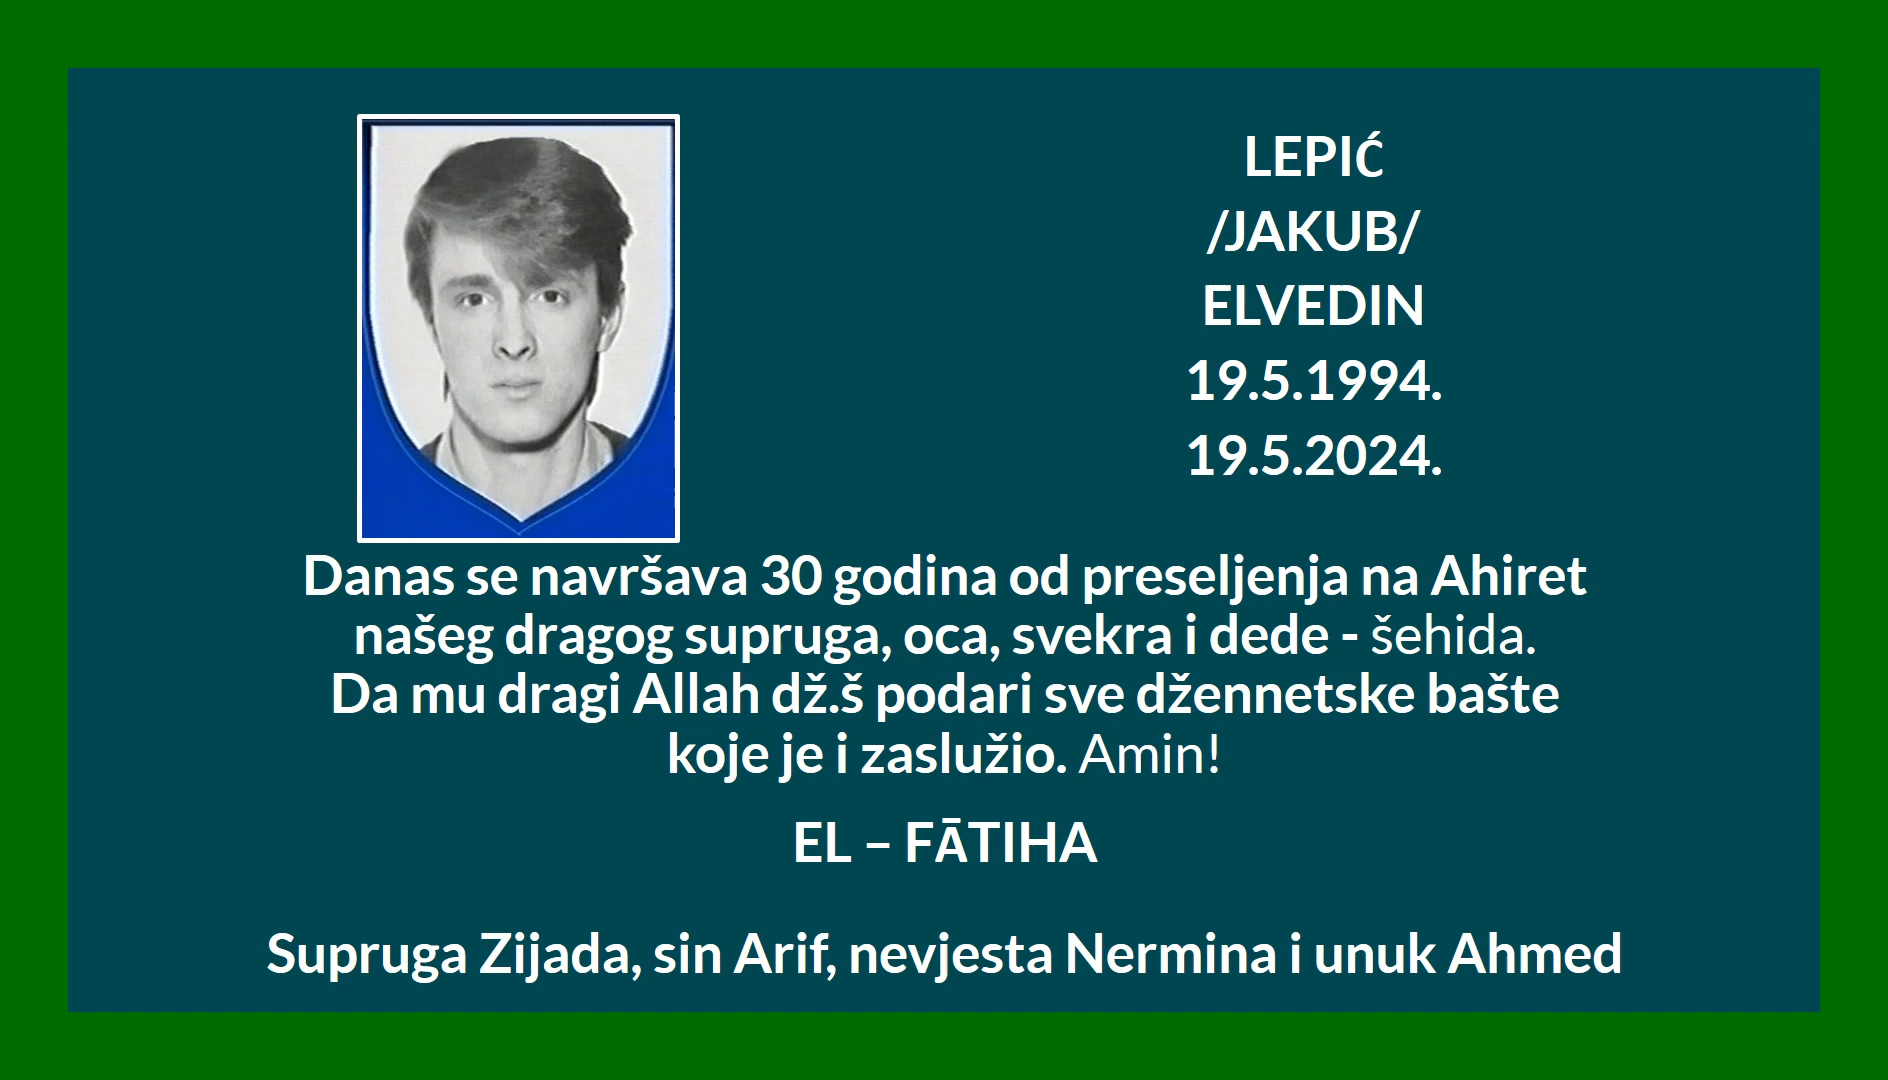 LEPIĆ
/JAKUB/
ELVEDIN
19.5.1994.
19.5.2024.
Danas se navršava 30 godina od preseljenja na Ahiret
našeg dragog supruga, oca, svekra i dede - šehida.
Da mu dragi Allah dž.š podari sve džennetske bašte
koje je i zaslužio. Amin!
EL – FĀTIHA
Supruga Zijada, sin Arif, nevjesta Nermina i unuk Ahmed